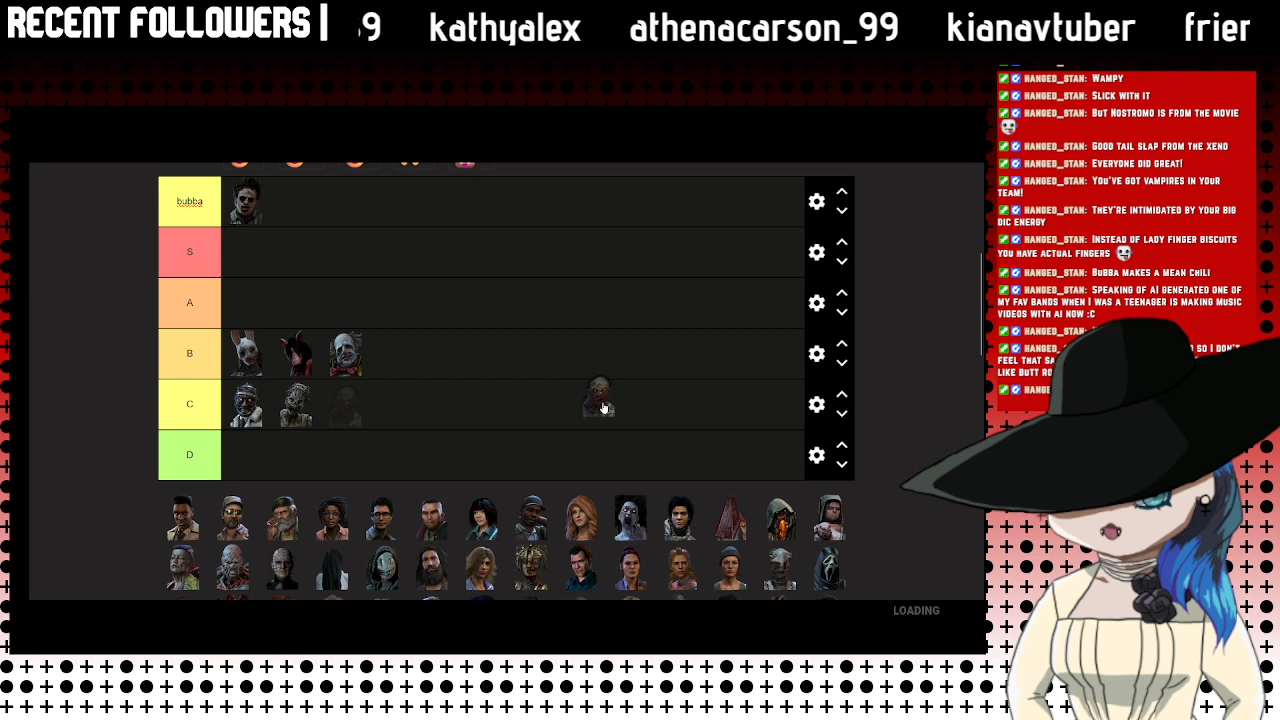 RECENT FOLLOWERS | 9 kathyalex athenacarson_99 kianavtuber frier
HANGED_STAN: WAMPY
HANGED_STAN: SLICK WITH IT
HANGED_STAN: BUT NOSTROMO IS FROM THE MOVIE
HANGED_STAN: GOOD TAIL SLAP FROM THE XENO
HANGED_STAN: EVERYONE DID GREAT!
HANGED_STAN: YOU'VE GOT VAMPIRES IN YOUR
TEAM!
HANGED_STAN: THEY'RE INTIMIDATED BY YOUR BIG
DIC ENERGY
HANGED_STAN: INSTEAD OF LADY FINGER BISCUITS
YOU HAVE ACTUAL FINGERS
HANGED_STAN: BUBBA MAKES A MEAN CHILI
HANGED_STAN: SPEAKING OF AI GENERATED ONE OF
MY FAV BANDS WHEN I WAS A TEENAGER IS MAKING MUSIC
VIDEOS WITH AI NOW :C
HANGED_STAN:
SO I DON'T
FEEL THAT
LIKE BUTT
bubba
S
A
B
C
D
LOADING